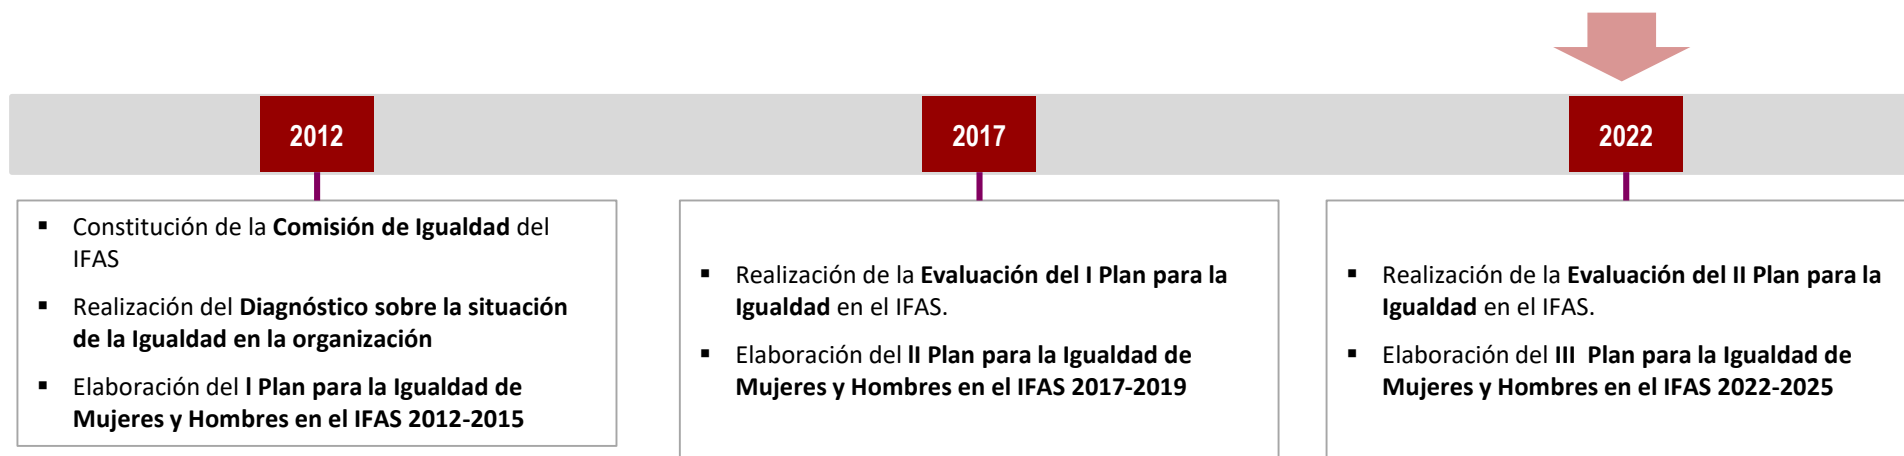 2012
2017
2022
▪ Constitución de la Comisión de Igualdad del
IFAS
▪ Realización del Diagnóstico sobre la situación
de la Igualdad en la organización
▪ Elaboración del I Plan para la Igualdad de
Mujeres y Hombres en el IFAS 2012-2015
▪ Realización de la Evaluación del I Plan para la
Igualdad en el IFAS.
▪ Elaboración del lI Plan para la Igualdad de
Mujeres y Hombres en el IFAS 2017-2019
▪ Realización de la Evaluación del II Plan para la
Igualdad en el IFAS.
▪ Elaboración del III Plan para la Igualdad de
Mujeres y Hombres en el IFAS 2022-2025